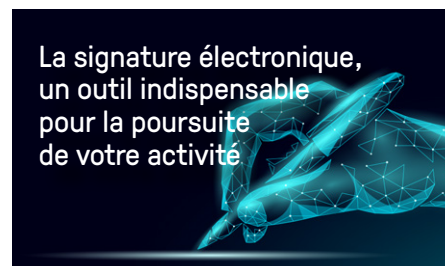 La signature électronique,
un outil indispensable
pour la poursuite
de votre activité